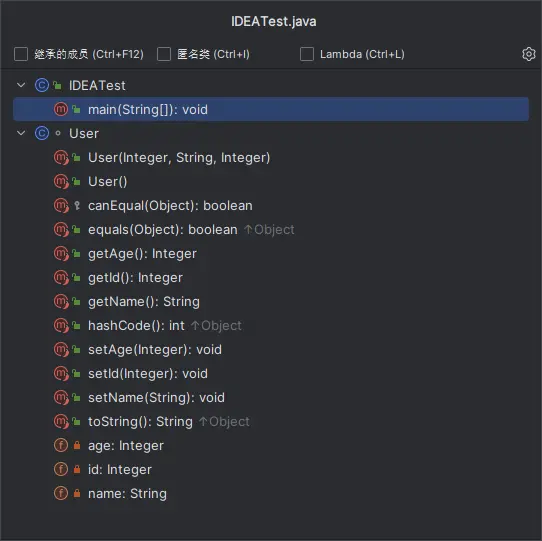 IDEATest.java
继承的成员 (Ctrl+F12) 匿名类 (Ctrl+I) Lambda (Ctrl+L)
IDEATest
main(String[]): void
User
User(Integer, String, Integer)
User()
canEqual(Object): boolean
equals(Object): boolean ↑Object
getAge(): Integer
getId(): Integer
getName(): String
hashCode(): int ↑Object
setAge(Integer): void
setId(Integer): void
setName(String): void
toString(): String ↑Object
age: Integer
id: Integer
name: String